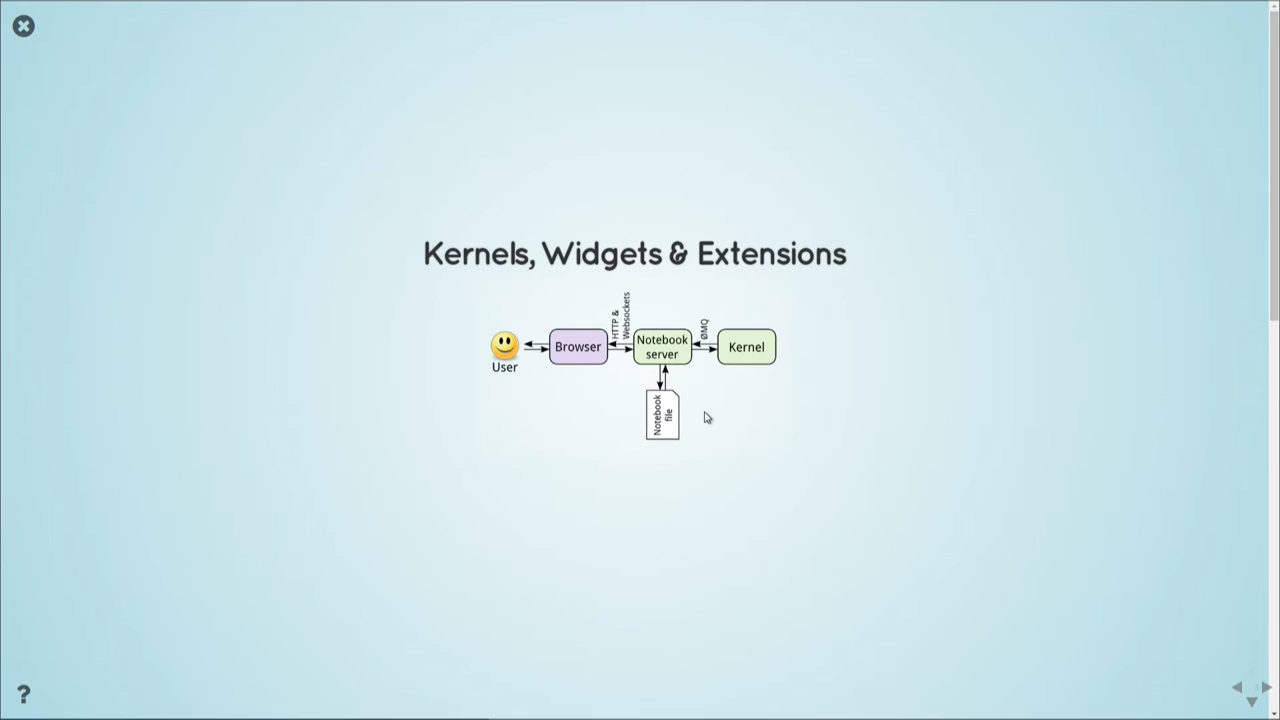 Kernels, Widgets & Extensions
HTTP &
Websockets
ØMQ
Browser
Notebook
server
Kernel
User
Notebook
file
?